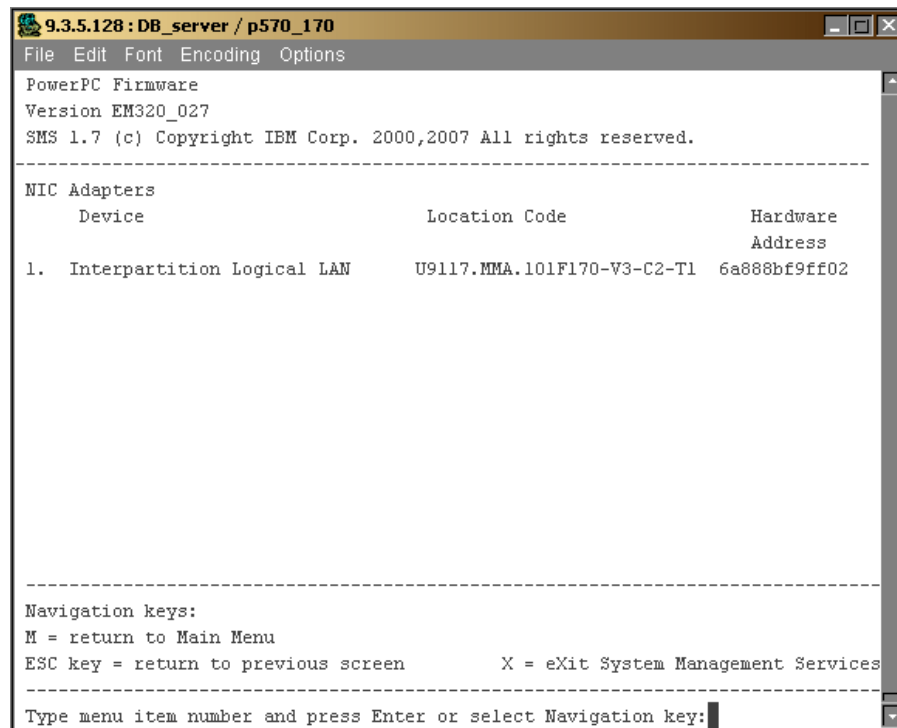 9.3.5.128 : DB_server / p570_170
File Edit Font Encoding Options
PowerPC Firmware
Version EM320_027
SMS 1.7 (c) Copyright IBM Corp. 2000,2007 All rights reserved.
-------------------------------------------------------------------------------
NIC Adapters
Device Location Code Hardware
Address
1. Interpartition Logical LAN U9117.MMA.101F170-V3-C2-T1 6a888bf9ff02
-------------------------------------------------------------------------------
Navigation keys:
M = return to Main Menu
ESC key = return to previous screen X = eXit System Management Services
-------------------------------------------------------------------------------
Type menu item number and press Enter or select Navigation key: